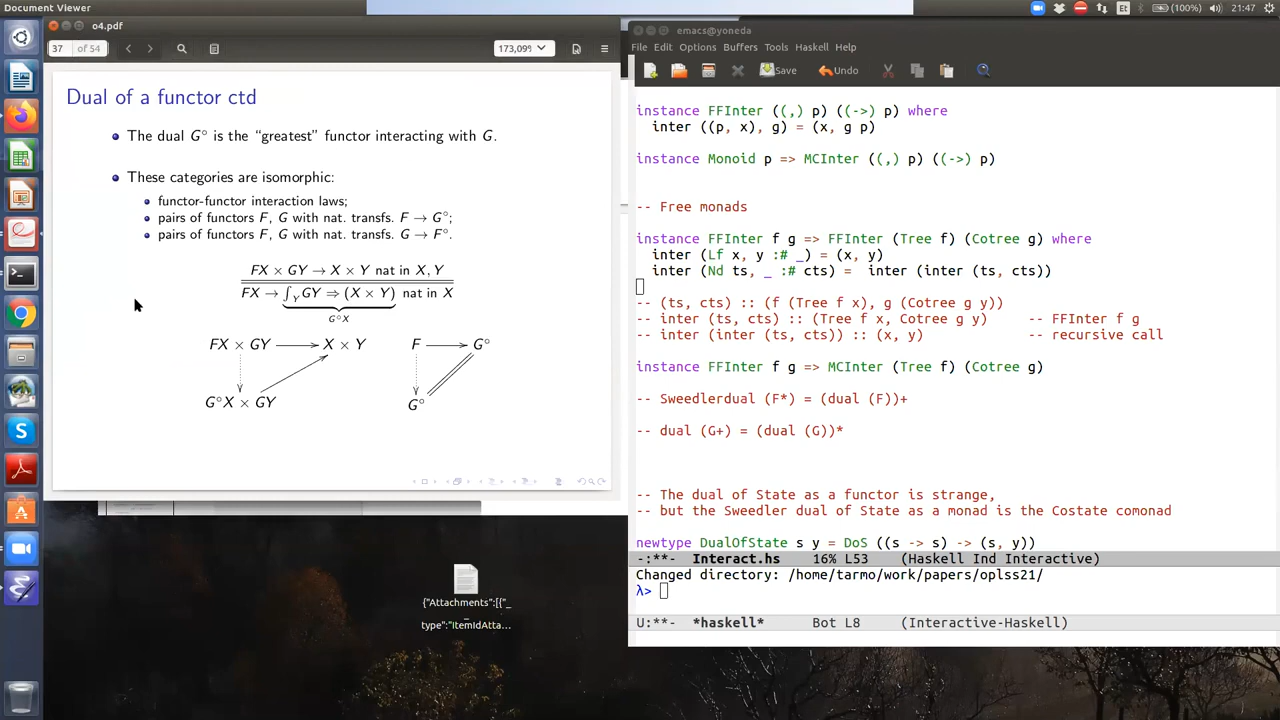 Document Viewer
Et
(100%)
21:47
o4.pdf
37
of 54
173,09%
Dual of a functor ctd
The dual G° is the “greatest” functor interacting with G.
These categories are isomorphic:
functor-functor interaction laws;
pairs of functors F, G with nat. transfs. F → G°;
pairs of functors F, G with nat. transfs. G → F°.
FX × GY → X × Y nat in X, Y
FX → ∫_Y GY ⇒ (X × Y) nat in X
G°X
FX × GY
X × Y
F
G°
G°X × GY
G°
{"Attachments":[{"_
type":"ItemIdAtta...
emacs@yoneda
File Edit Options Buffers Tools Haskell Help
Save
Undo
instance FFInter ((,) p) ((->) p) where
inter ((p, x), g) = (x, g p)
instance Monoid p => MCInter ((,) p) ((->) p)
-- Free monads
instance FFInter f g => FFInter (Tree f) (Cotree g) where
inter (Lf x, y :# _) = (x, y)
inter (Nd ts, _ :# cts) =  inter (inter (ts, cts))
-- (ts, cts) :: (f (Tree f x), g (Cotree g y))
-- inter (ts, cts) :: (Tree f x, Cotree g y)     -- FFInter f g
-- inter (inter (ts, cts)) :: (x, y)             -- recursive call
instance FFInter f g => MCInter (Tree f) (Cotree g)
-- Sweedlerdual (F*) = (dual (F))+
-- dual (G+) = (dual (G))*
-- The dual of State as a functor is strange,
-- but the Sweedler dual of State as a monad is the Costate comonad
newtype DualOfState s y = DoS ((s -> s) -> (s, y))
-:**-  Interact.hs    16% L53    (Haskell Ind Interactive)
Changed directory: /home/tarmo/work/papers/oplss21/
λ>
U:**-  *haskell*      Bot L8     (Interactive-Haskell)